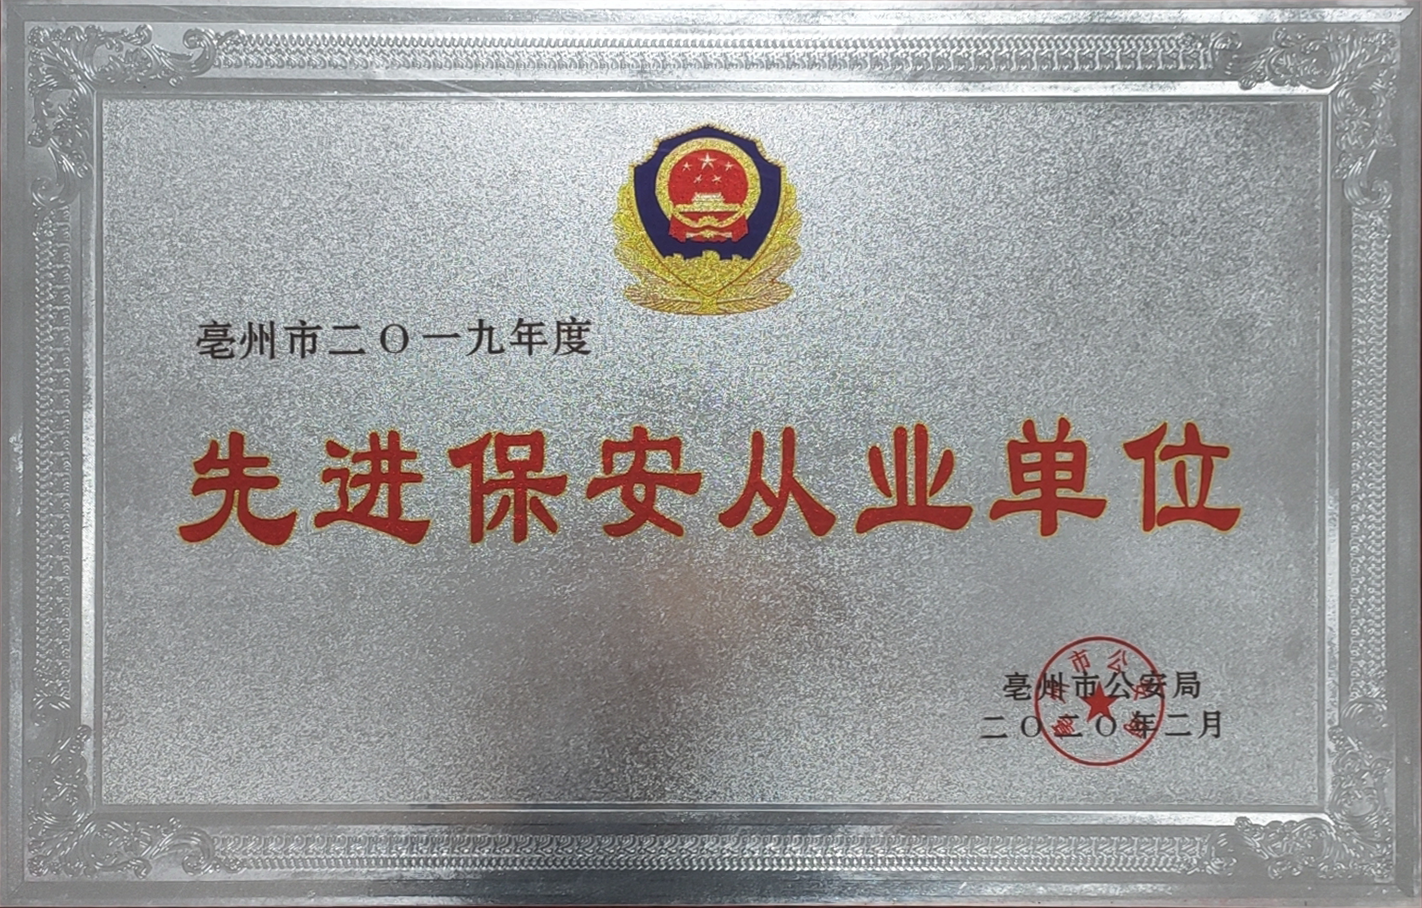 亳州市二〇一九年度
先进保安从业单位
亳州市公安局
二〇二〇年二月